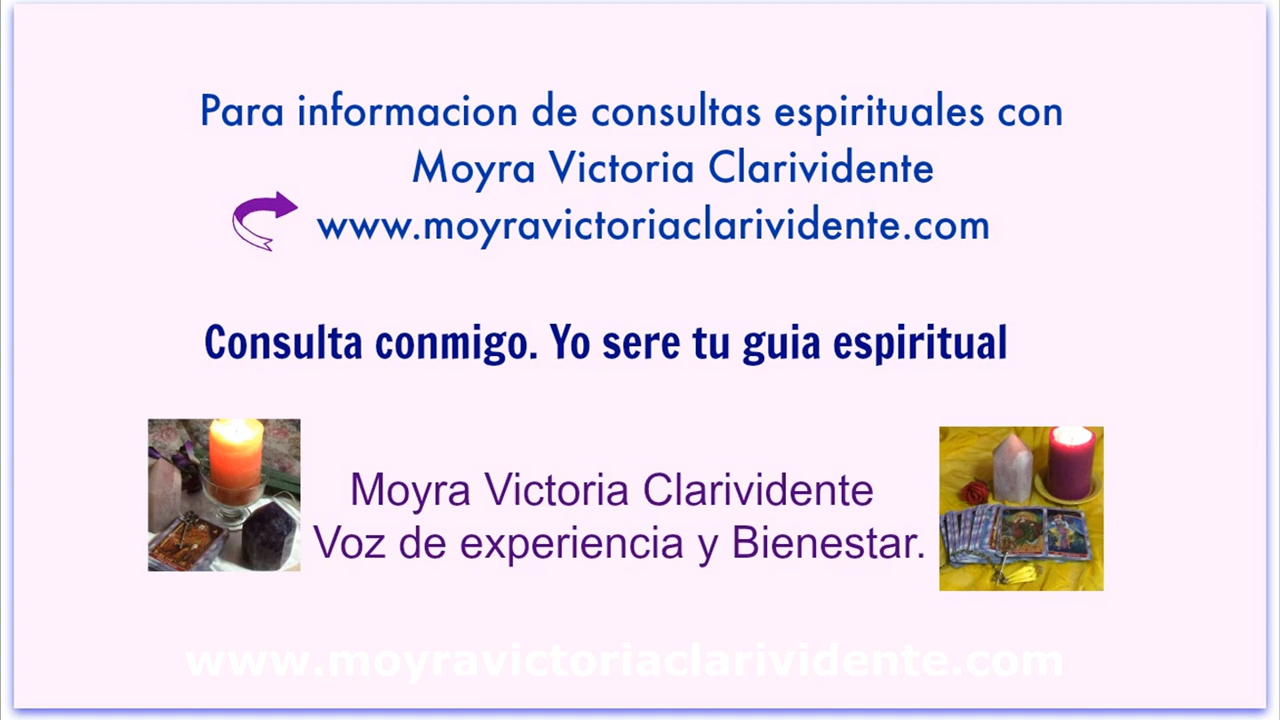 Para informacion de consultas espirituales con
Moyra Victoria Clarividente
www.moyravictoriaclarividente.com
Consulta conmigo. Yo sere tu guia espiritual
Moyra Victoria Clarividente
Voz de experiencia y Bienestar.
www.moyravictoriaclarividente.com